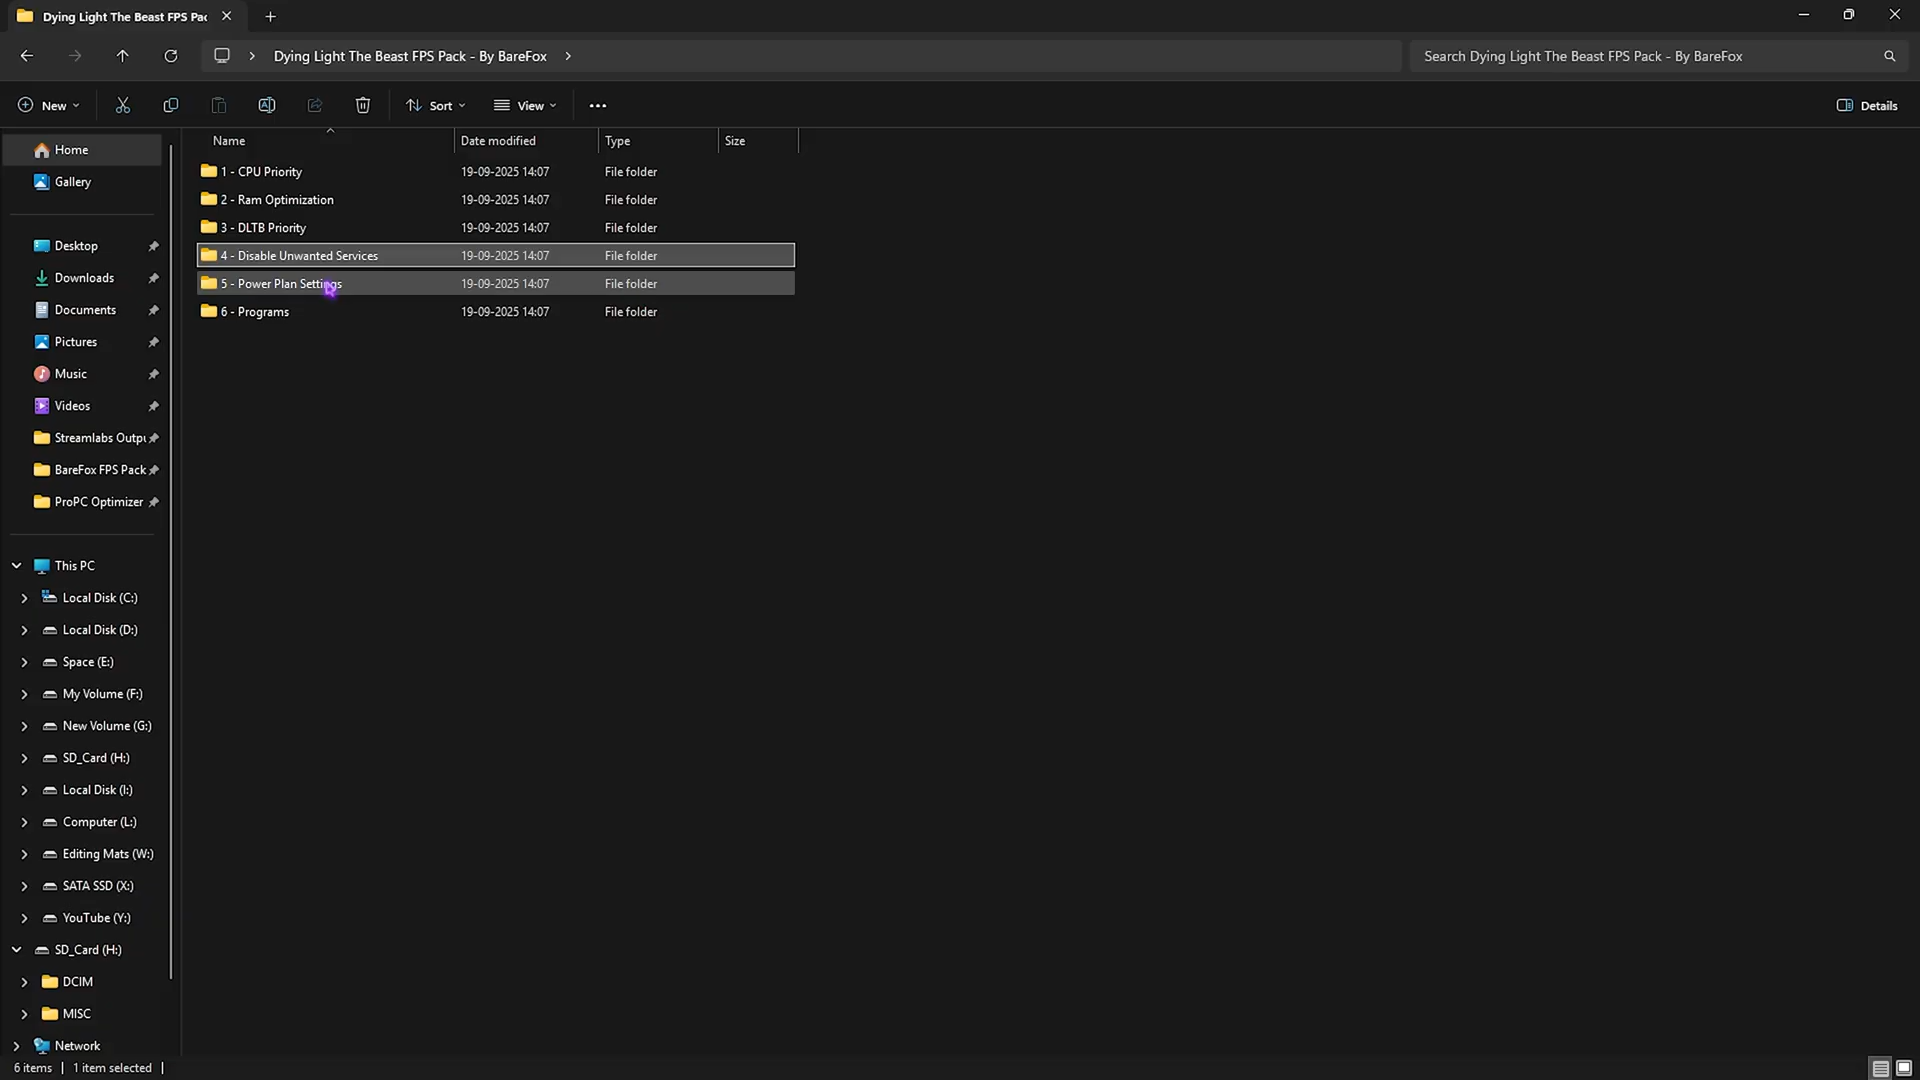 Dying Light The Beast FPS Pac
Dying Light The Beast FPS Pack - By BareFox
Search Dying Light The Beast FPS Pack - By BareFox
New
Sort
View
Details
Name
Date modified
Type
Size
Home
Gallery
Desktop
Downloads
Documents
Pictures
Music
Videos
Streamlabs Outpu
BareFox FPS Pack
ProPC Optimizer
This PC
Local Disk (C:)
Local Disk (D:)
Space (E:)
My Volume (F:)
New Volume (G:)
SD_Card (H:)
Local Disk (I:)
Computer (L:)
Editing Mats (W:)
SATA SSD (X:)
YouTube (Y:)
SD_Card (H:)
DCIM
MISC
Network
1 - CPU Priority 19-09-2025 14:07 File folder
2 - Ram Optimization 19-09-2025 14:07 File folder
3 - DLTB Priority 19-09-2025 14:07 File folder
4 - Disable Unwanted Services 19-09-2025 14:07 File folder
5 - Power Plan Settings 19-09-2025 14:07 File folder
6 - Programs 19-09-2025 14:07 File folder
6 items
1 item selected